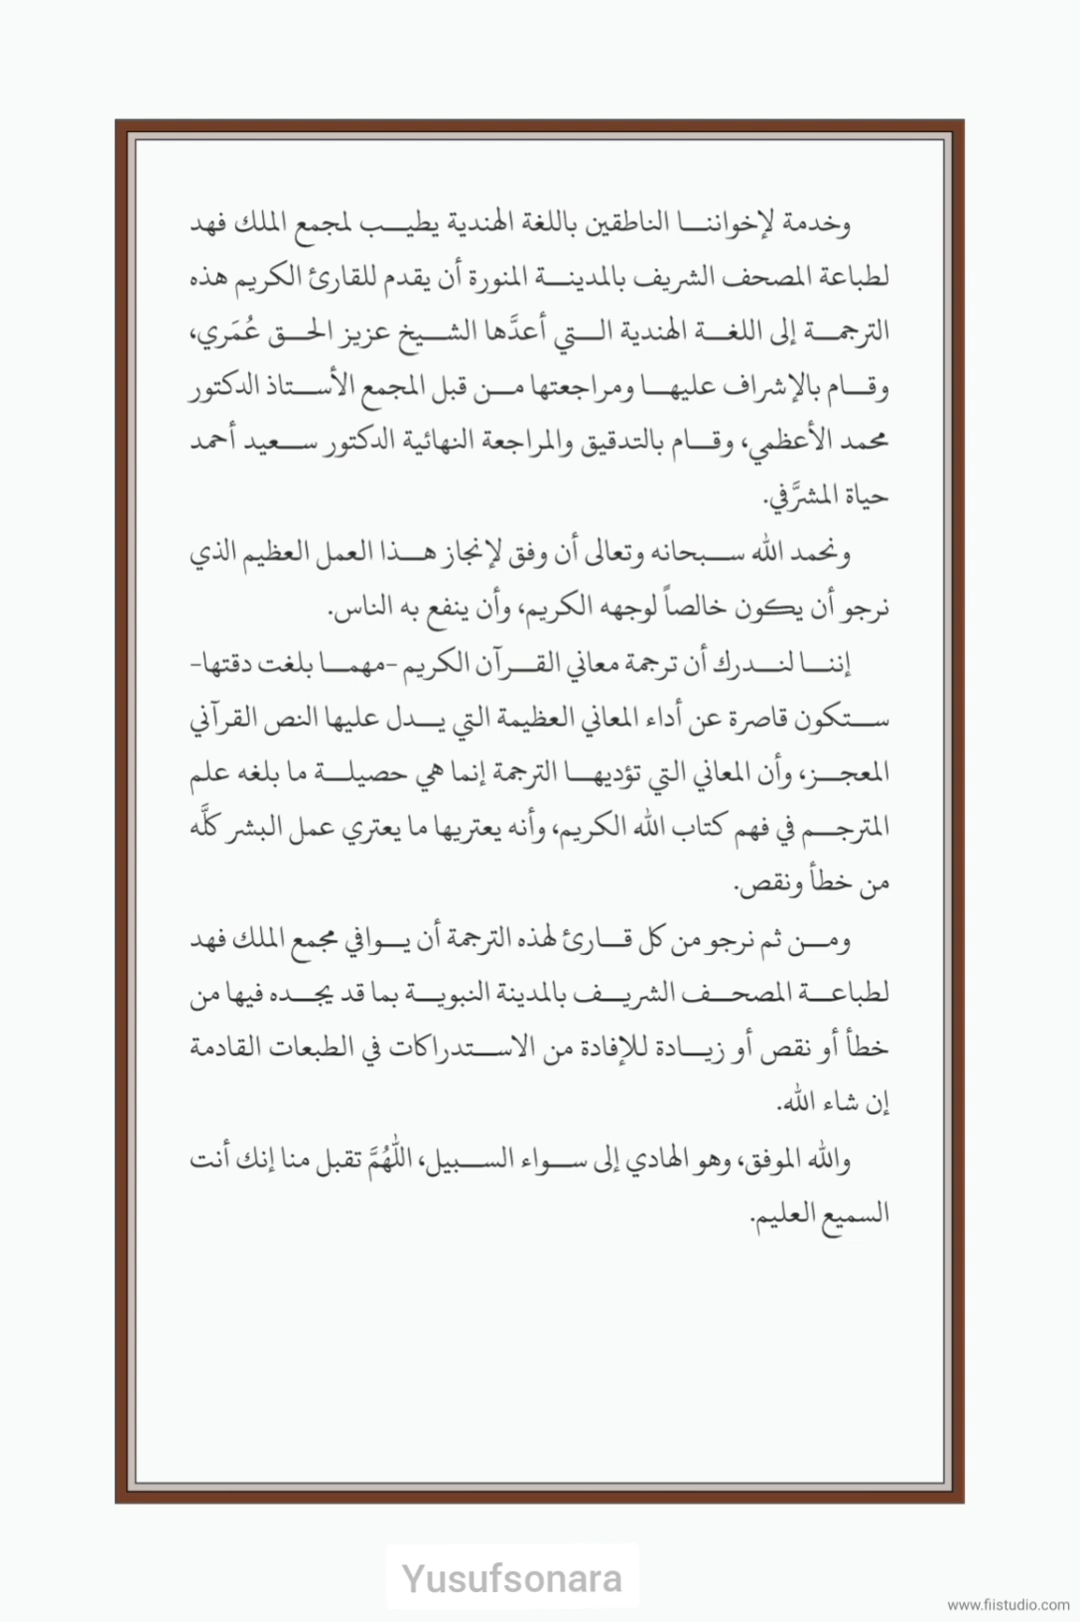 وخدمة لإخواننا الناطقين باللغة الهندية يطيب لمجمع الملك فهد
لطباعة المصحف الشريف بالمدينة المنورة أن يقدم للقارئ الكريم هذه
الترجمة إلى اللغة الهندية التي أعدَّها الشيخ عزيز الحق عُمَري،
وقام بالإشراف عليها ومراجعتها من قبل المجمع الأستاذ الدكتور
محمد الأعظمي، وقام بالتدقيق والمراجعة النهائية الدكتور سعيد أحمد
حياة المشرَّفي.
ونحمد الله سبحانه وتعالى أن وفق لإنجاز هذا العمل العظيم الذي
نرجو أن يكون خالصاً لوجهه الكريم، وأن ينفع به الناس.
إننا لندرك أن ترجمة معاني القرآن الكريم -مهما بلغت دقتها-
ستكون قاصرة عن أداء المعاني العظيمة التي يدل عليها النص القرآني
المعجز، وأن المعاني التي تؤديها الترجمة إنما هي حصيلة ما بلغه علم
المترجم في فهم كتاب الله الكريم، وأنه يعتريها ما يعتري عمل البشر كلَّه
من خطأ ونقص.
ومن ثم نرجو من كل قارئ لهذه الترجمة أن يوافي مجمع الملك فهد
لطباعة المصحف الشريف بالمدينة النبوية بما قد يجده فيها من
خطأ أو نقص أو زيادة للإفادة من الاستدراكات في الطبعات القادمة
إن شاء الله.
والله الموفق، وهو الهادي إلى سواء السبيل، اللَّهُمَّ تقبل منا إنك أنت
السميع العليم.
Yusufsonara
www.fiistudio.com